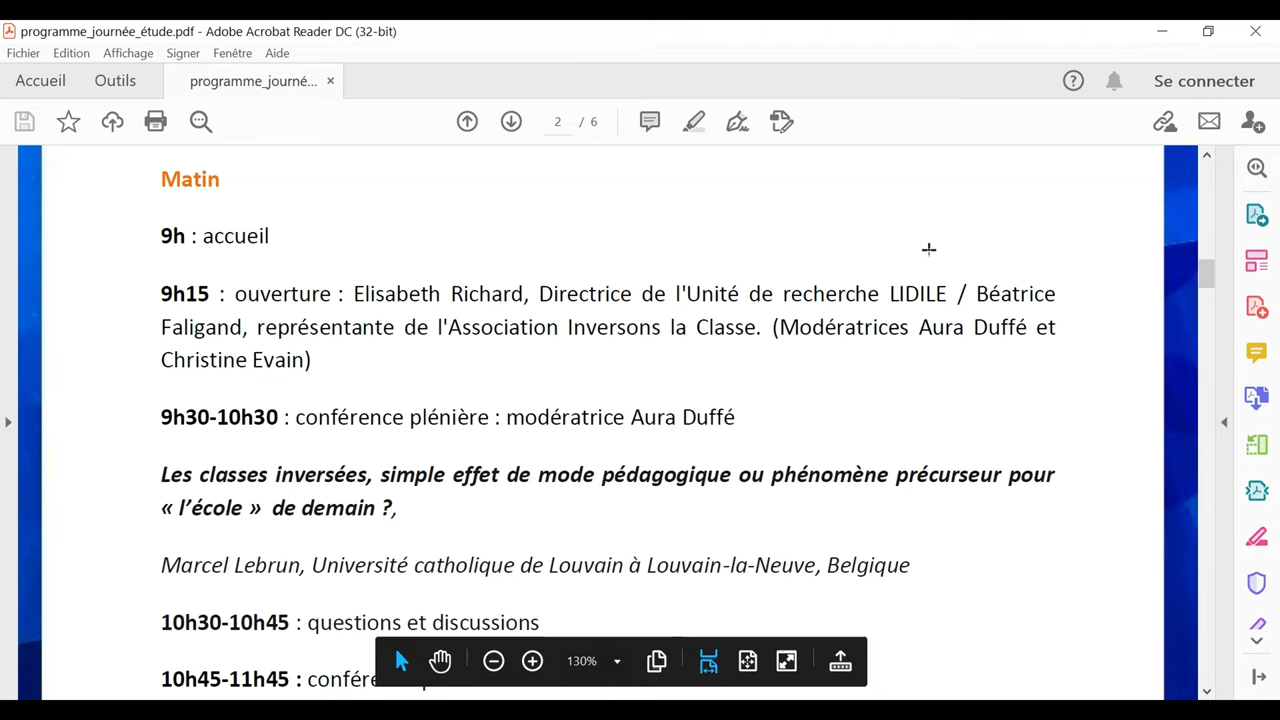 programme_journée_étude.pdf - Adobe Acrobat Reader DC (32-bit)
Fichier Edition Affichage Signer Fenêtre Aide
Accueil Outils programme_journé... × Se connecter
2 / 6
Matin
9h : accueil
9h15 : ouverture : Elisabeth Richard, Directrice de l'Unité de recherche LIDILE / Béatrice
Faligand, représentante de l'Association Inversons la Classe. (Modératrices Aura Duffé et
Christine Evain)
9h30-10h30 : conférence plénière : modératrice Aura Duffé
Les classes inversées, simple effet de mode pédagogique ou phénomène précurseur pour
« l’école » de demain ?,
Marcel Lebrun, Université catholique de Louvain à Louvain-la-Neuve, Belgique
10h30-10h45 : questions et discussions
130%
10h45-11h45 :